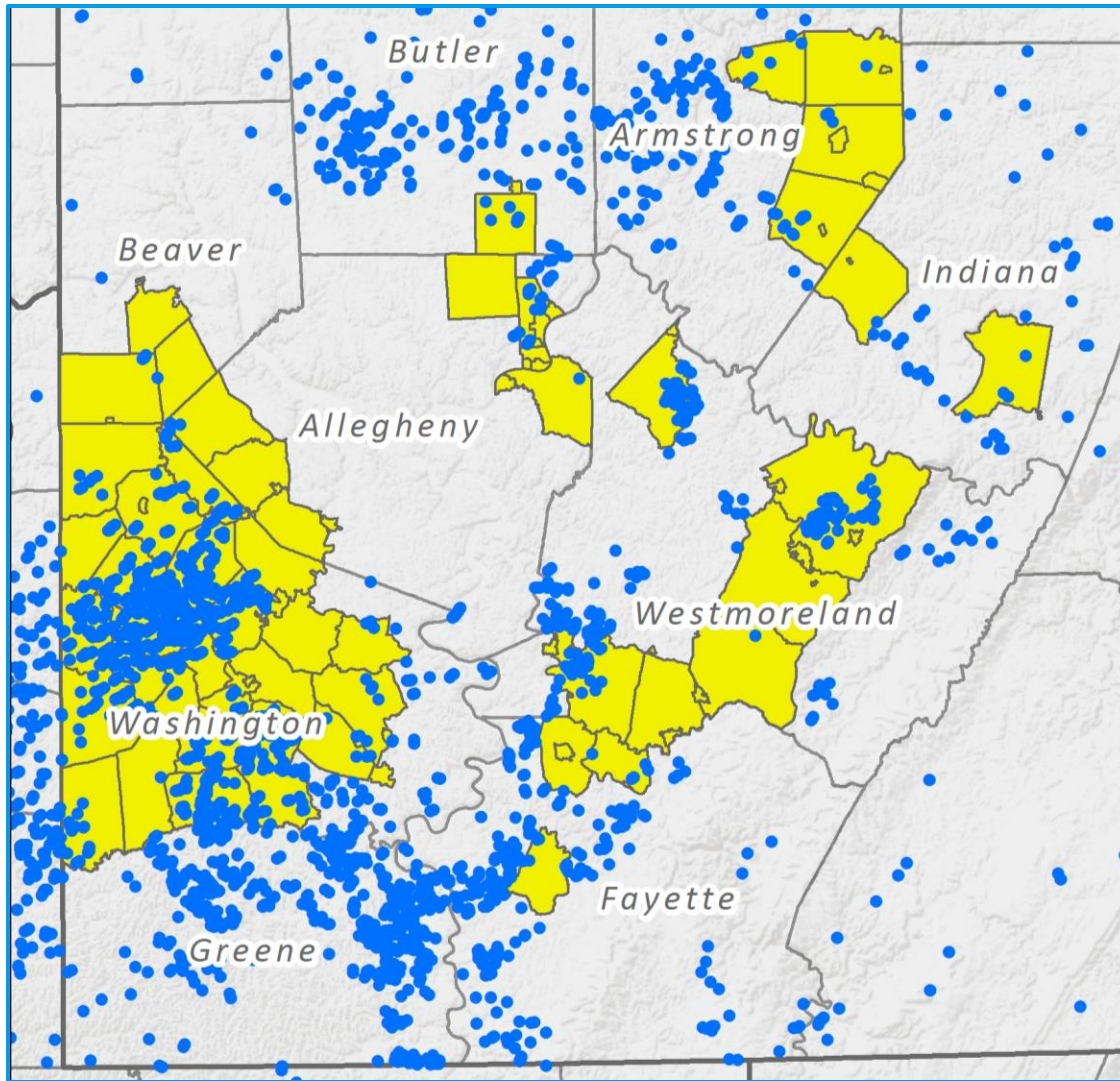 Butler
Armstrong
Beaver
Indiana
Allegheny
Westmoreland
Washington
Fayette
Greene